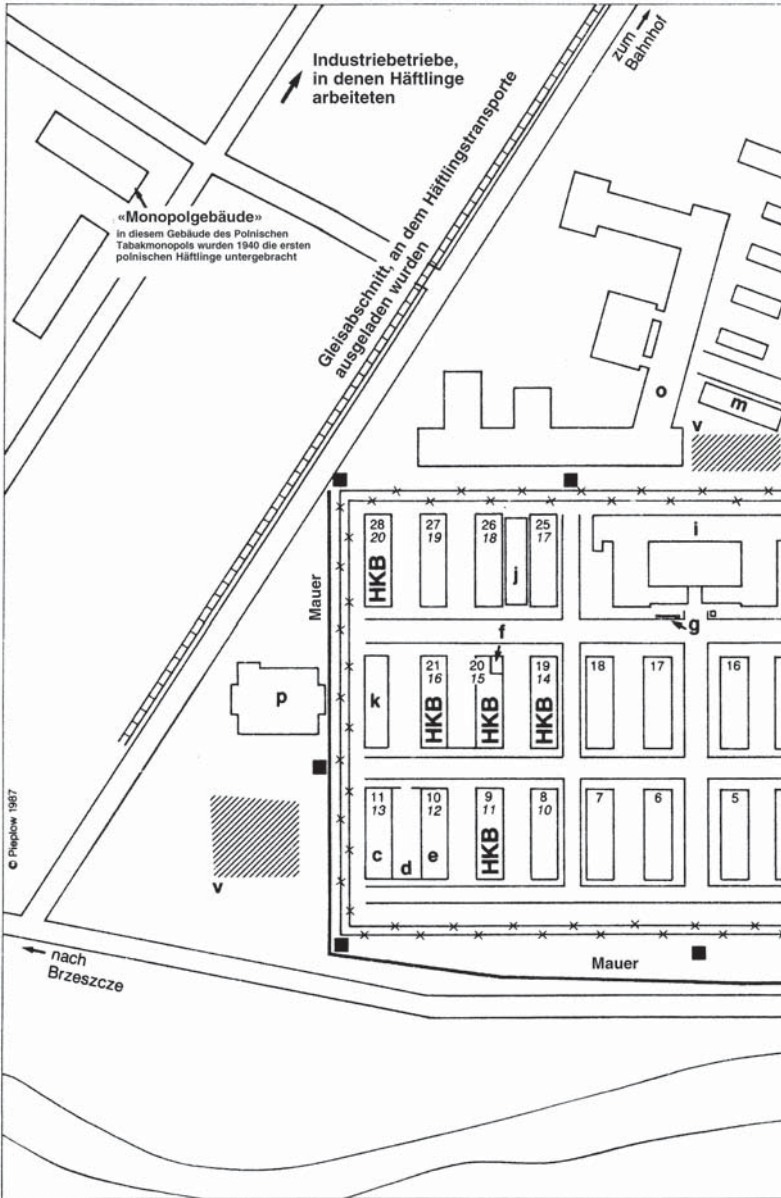 zum
Bahnhof
Industriebetriebe,
in denen Häftlinge
arbeiteten
«Monopolgebäude»
in diesem Gebäude des Polnischen
Tabakmonopols wurden 1940 die ersten
polnischen Häftlinge untergebracht
Gleisabschnitt, an dem Häftlingstransporte
ausgeladen wurden
o
m
v
28
20
HKB
27
19
26
18
j
25
17
i
Mauer
g
f
p
k
21
16
HKB
20
15
HKB
19
14
HKB
18
17
16
11
13
c
d
10
12
e
9
11
HKB
8
10
7
6
5
v
© Pieplow 1987
Mauer
nach
Brzeszcze